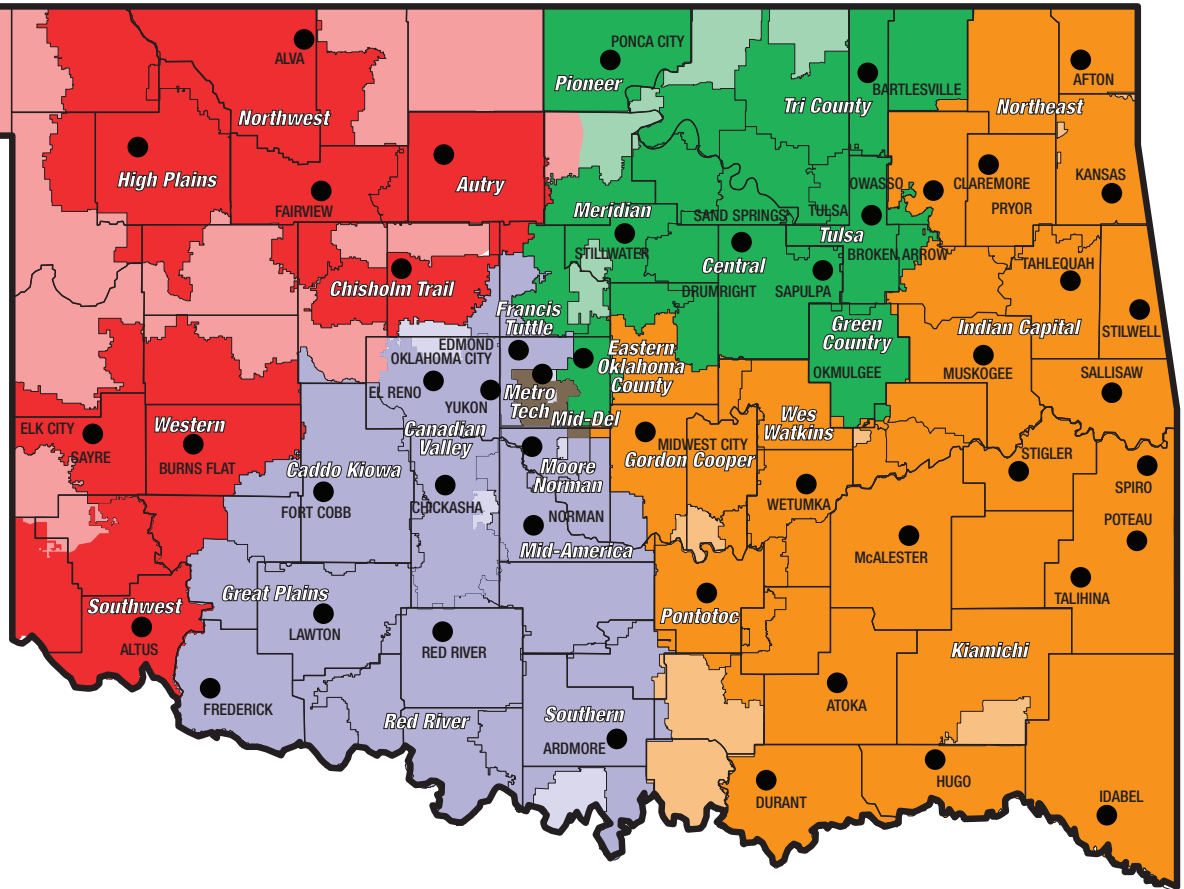 PONCA CITY
ALVA
Pioneer
AFTON
BARTLESVILLE
Tri County
Northeast
Northwest
High Plains
Autry
KANSAS
OWASSO
CLAREMORE
FAIRVIEW
Meridian
SAND SPRINGS
TULSA
PRYOR
Tulsa
STILLWATER
BROKEN ARROW
Central
TAHLEQUAH
Chisholm Trail
DRUMRIGHT
SAPULPA
Francis
Tuttle
Green
Country
Indian Capital
STILWELL
EDMOND
OKLAHOMA CITY
Eastern
Oklahoma
County
OKMULGEE
MUSKOGEE
SALLISAW
EL RENO
YUKON
Metro
Tech
Mid-Del
Wes
Watkins
ELK CITY
Western
Canadian
Valley
MIDWEST CITY
Gordon Cooper
SAYRE
BURNS FLAT
Caddo Kiowa
Moore
Norman
STIGLER
SPIRO
FORT COBB
CHICKASHA
NORMAN
WETUMKA
POTEAU
Mid-America
McALESTER
Great Plains
Southwest
TALIHINA
Pontotoc
LAWTON
ALTUS
RED RIVER
Kiamichi
FREDERICK
Red River
Southern
ATOKA
ARDMORE
HUGO
DURANT
IDABEL